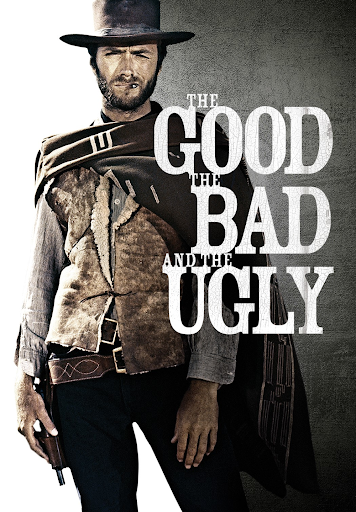 THE
GOOD
THE
BAD
AND THE
UGLY